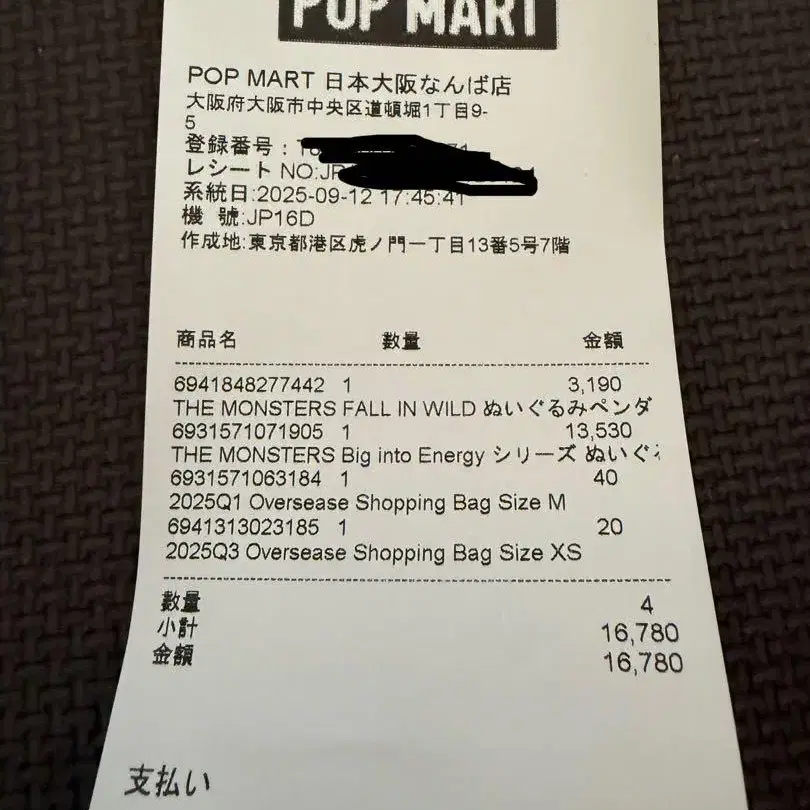 POP MART
POP MART 日本大阪なんば店
大阪府大阪市中央区道頓堀1丁目9-
5
登録番号：
レシート NO:JP
系統日:2025-09-12 17:45:41
機 號:JP16D
作成地:東京都港区虎ノ門一丁目13番5号7階
商品名 數量 金額
6941848277442 1 3,190
THE MONSTERS FALL IN WILD ぬいぐるみペンダ
6931571071905 1 13,530
THE MONSTERS Big into Energy シリーズ ぬいぐ
6931571063184 1 40
2025Q1 Oversease Shopping Bag Size M
6941313023185 1 20
2025Q3 Oversease Shopping Bag Size XS
數量 4
小計 16,780
金額 16,780
支払い